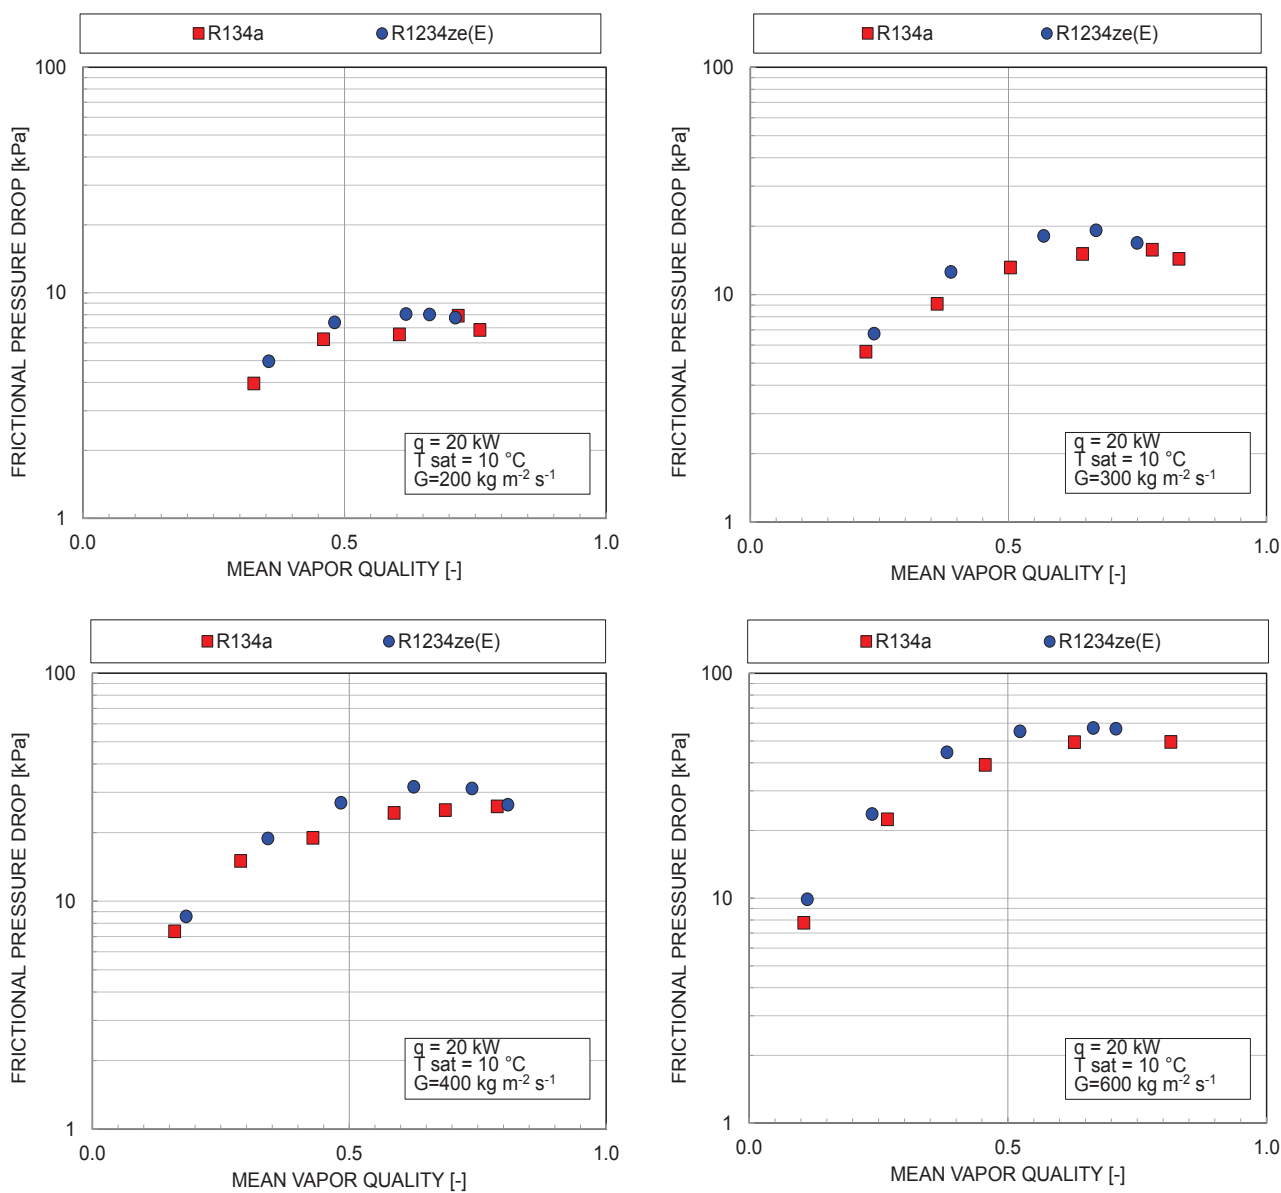 R134a R1234ze(E)
100
10
1
0.0 0.5 1.0
FRICTIONAL PRESSURE DROP [kPa]
MEAN VAPOR QUALITY [-]
q = 20 kW
T sat = 10 °C
G=200 kg m⁻² s⁻¹
R134a R1234ze(E)
100
10
1
0.0 0.5 1.0
FRICTIONAL PRESSURE DROP [kPa]
MEAN VAPOR QUALITY [-]
q = 20 kW
T sat = 10 °C
G=300 kg m⁻² s⁻¹
R134a R1234ze(E)
100
10
1
0.0 0.5 1.0
FRICTIONAL PRESSURE DROP [kPa]
MEAN VAPOR QUALITY [-]
q = 20 kW
T sat = 10 °C
G=400 kg m⁻² s⁻¹
R134a R1234ze(E)
100
10
1
0.0 0.5 1.0
FRICTIONAL PRESSURE DROP [kPa]
MEAN VAPOR QUALITY [-]
q = 20 kW
T sat = 10 °C
G=600 kg m⁻² s⁻¹